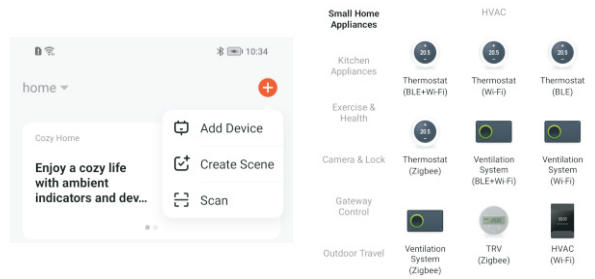 10:34
home
Add Device
Cozy Home
Create Scene
Enjoy a cozy life
with ambient
indicators and dev...
Scan
Small Home
Appliances
Kitchen
Appliances
Exercise &
Health
Camera & Lock
Gateway
Control
Outdoor Travel
HVAC
20.5
20.5
20.5
Thermostat
(BLE+Wi-Fi)
Thermostat
(Wi-Fi)
Thermostat
(BLE)
20.5
Thermostat
(Zigbee)
Ventilation
System
(BLE+Wi-Fi)
Ventilation
System
(Wi-Fi)
Ventilation
System
(Zigbee)
TRV
(Zigbee)
HVAC
(Wi-Fi)